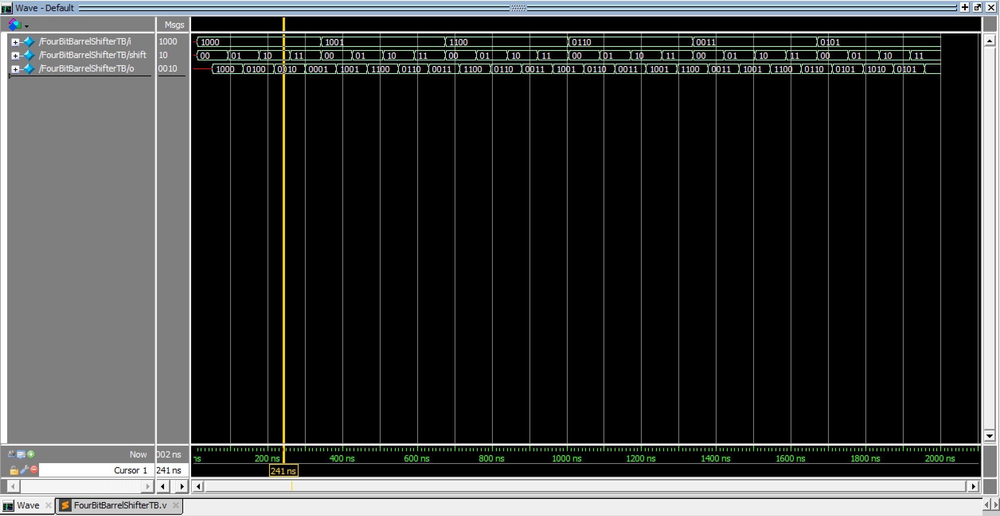 Wave - Default
Msgs
/FourBitBarrelShifterTB/i 1000 1000 1001 1100 0110 0011 0101
/FourBitBarrelShifterTB/shift 10 00 01 10 11 00 01 10 11 00 01 10 11 00 01 10 11 00 01 10 11 00 01 10 11
/FourBitBarrelShifterTB/o 0010 1000 0100 0010 0001 1001 1100 0110 0011 1100 0110 0011 1001 0110 0011 1001 1100 0011 1001 1100 0110 0101 1010 0101
Now 002 ns ns 200 ns 400 ns 600 ns 800 ns 1000 ns 1200 ns 1400 ns 1600 ns 1800 ns 2000 ns
Cursor 1 241 ns 241 ns
Wave FourBitBarrelShifterTB.v